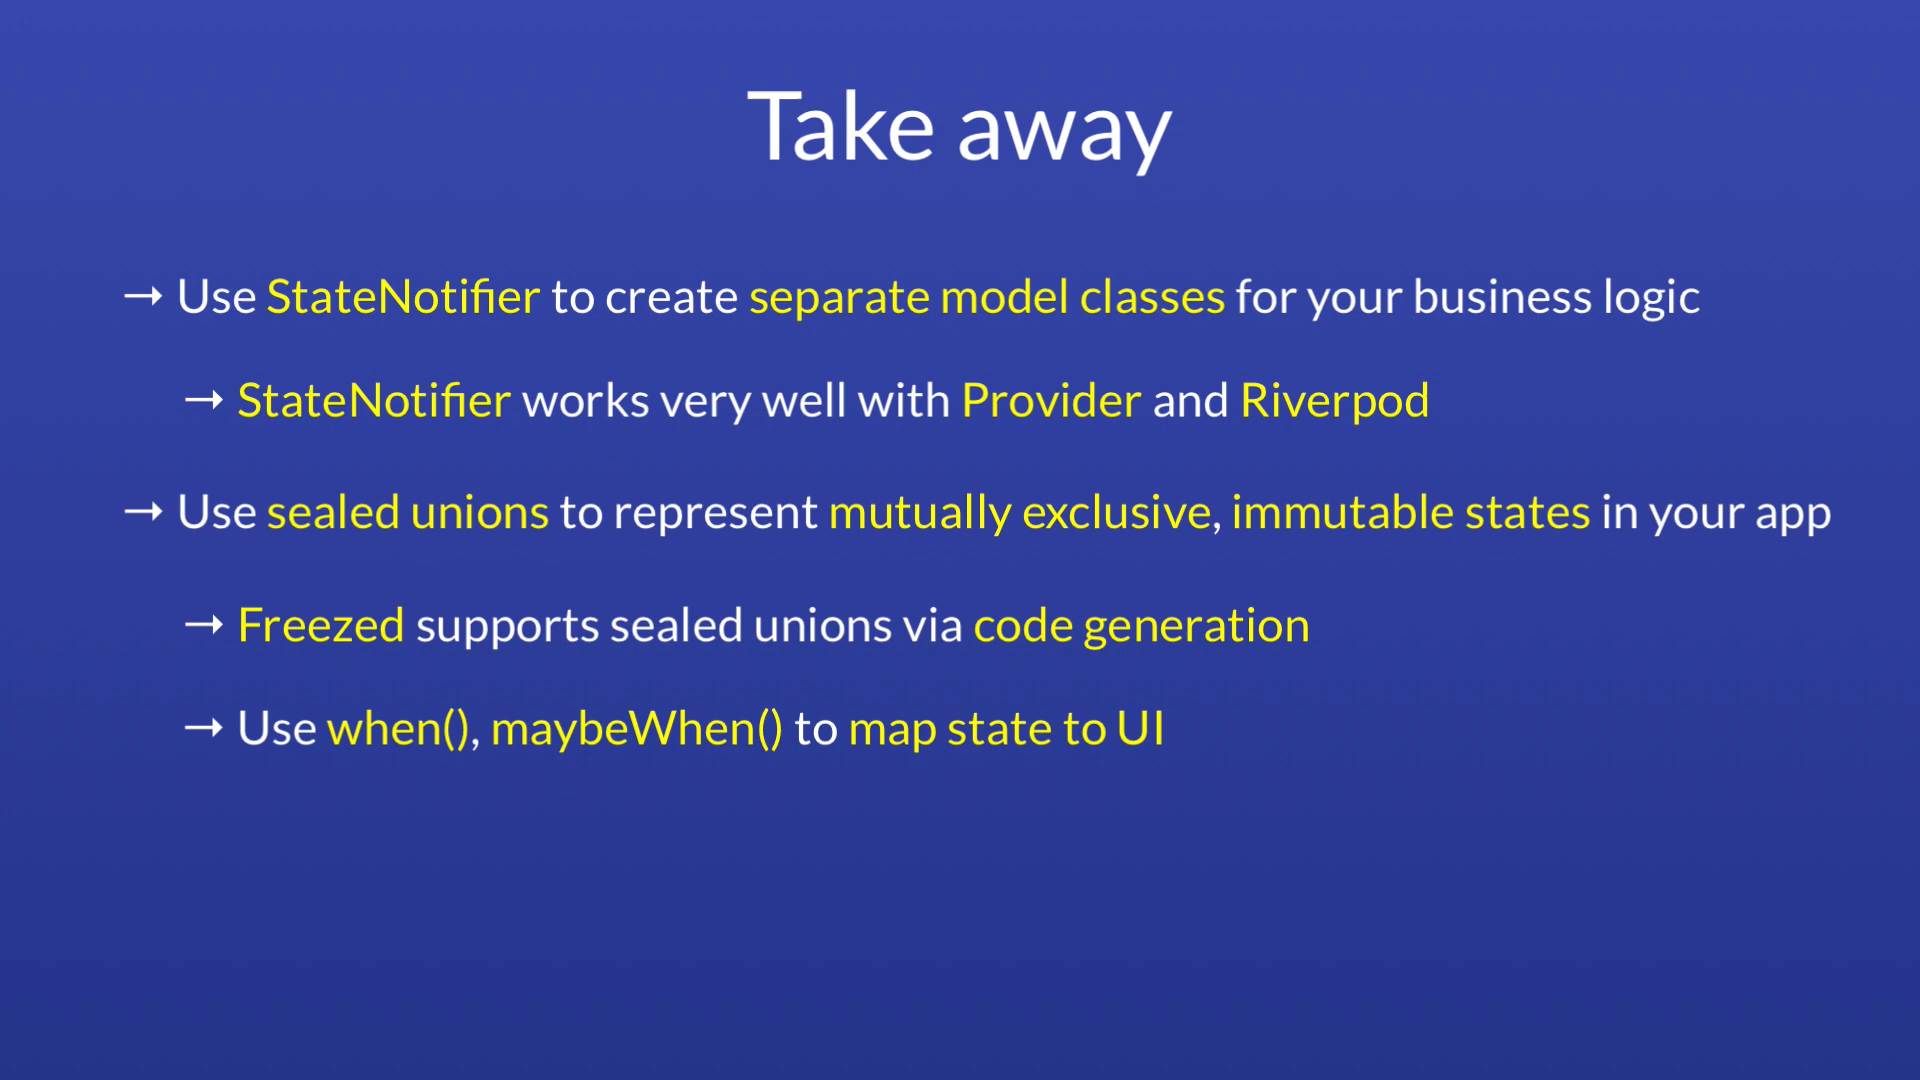 Take away
→ Use StateNotifier to create separate model classes for your business logic
→ StateNotifier works very well with Provider and Riverpod
→ Use sealed unions to represent mutually exclusive, immutable states in your app
→ Freezed supports sealed unions via code generation
→ Use when(), maybeWhen() to map state to UI